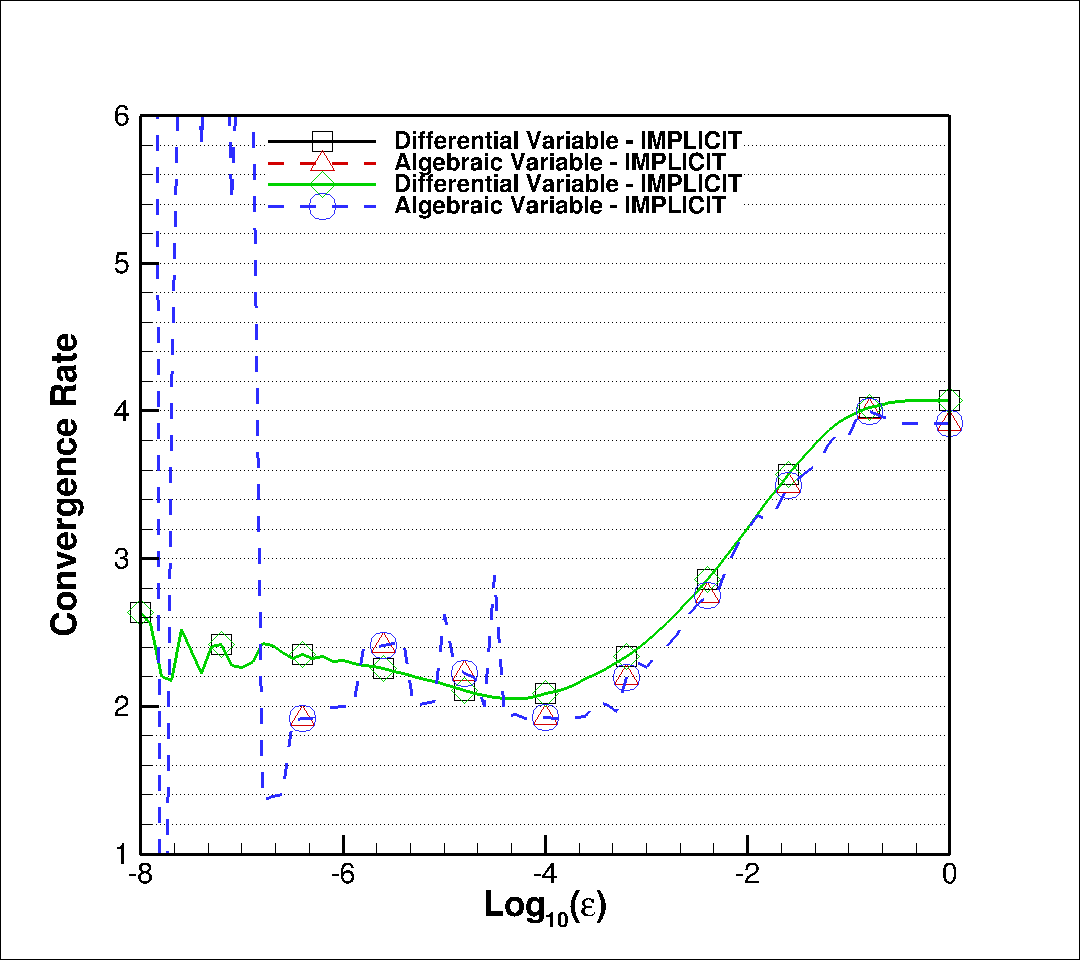 6
Differential Variable - IMPLICIT
Algebraic Variable - IMPLICIT
Differential Variable - IMPLICIT
Algebraic Variable - IMPLICIT
5
4
3
2
1
Convergence Rate
-8 -6 -4 -2 0
Log₁₀(ε)